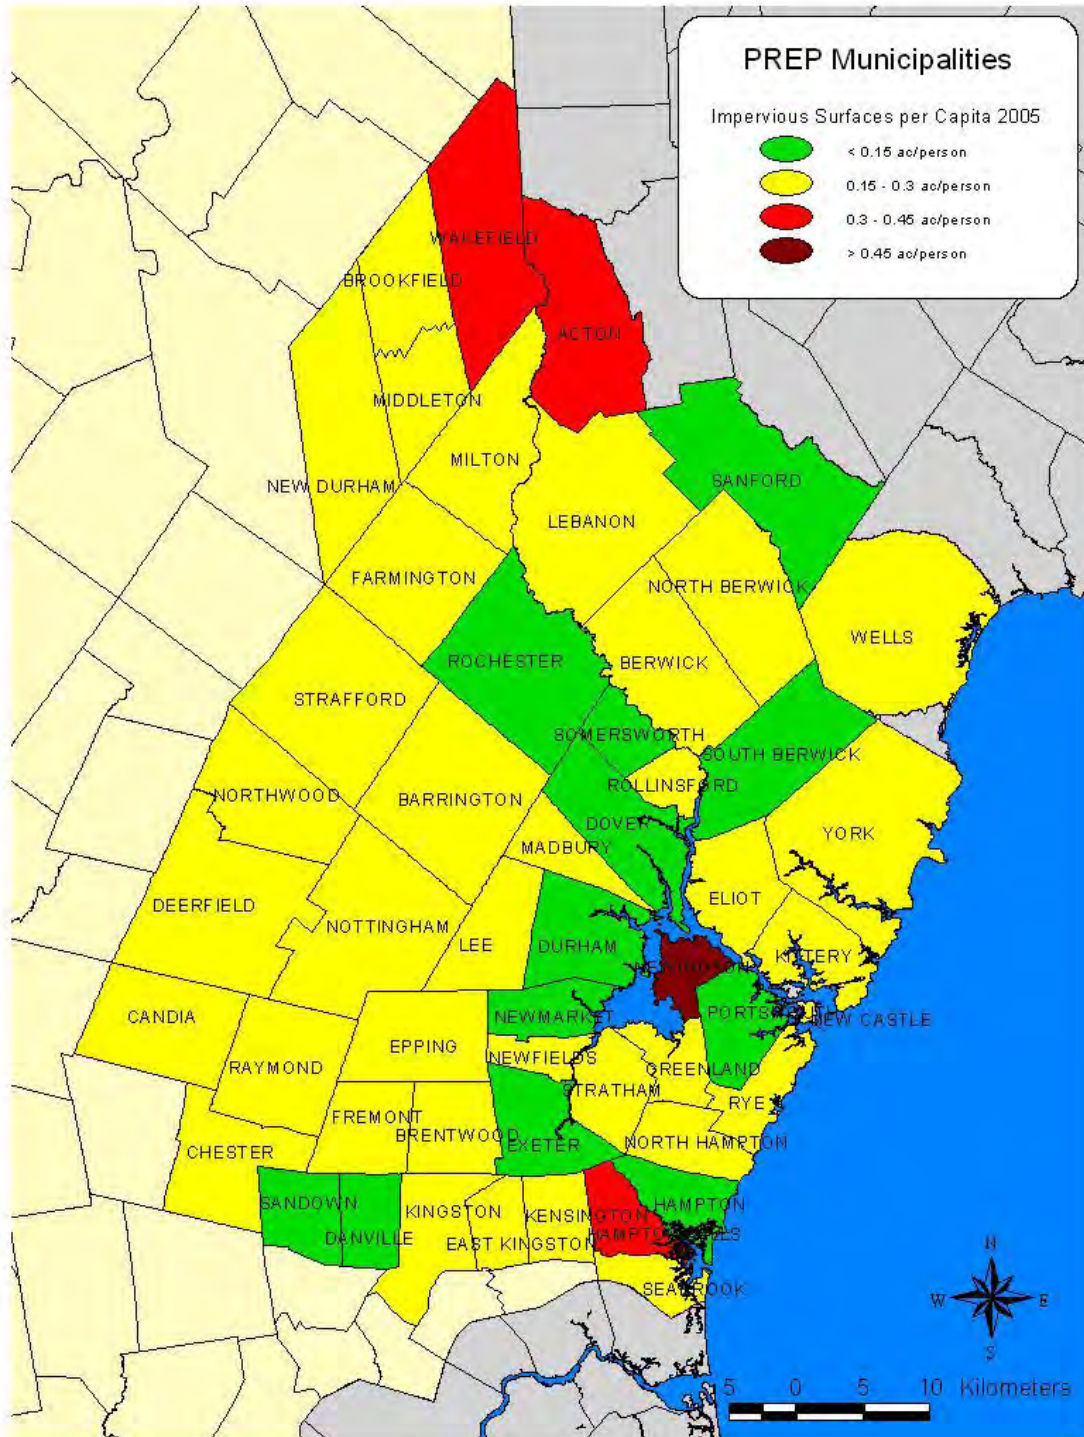 PREP Municipalities
Impervious Surfaces per Capita 2005
< 0.15 ac/person
0.15 - 0.3 ac/person
0.3 - 0.45 ac/person
> 0.45 ac/person
WAKEFIELD
BROOKFIELD
ACTON
MIDDLETON
MILTON
NEW DURHAM
SANFORD
LEBANON
FARMINGTON
NORTH BERWICK
WELLS
ROCHESTER
BERWICK
STRAFFORD
SOMERSWORTH
SOUTH BERWICK
ROLLINSFORD
NORTHWOOD
BARRINGTON
DOVER
YORK
MADBURY
ELIOT
DEERFIELD
NOTTINGHAM
LEE
DURHAM
KITTERY
NEWINGTON
CANDIA
NEWMARKET
NEW CASTLE
EPPING
NEWFIELDS
RAYMOND
GREENLAND
STRATHAM
RYE
FREMONT
BRENTWOOD
EXETER
NORTH HAMPTON
CHESTER
SANDOWN
HAMPTON
KINGSTON
KENSINGTON
DANVILLE
EAST KINGSTON
SEABROOK
N
W E
S
5 0 5 10 Kilometers